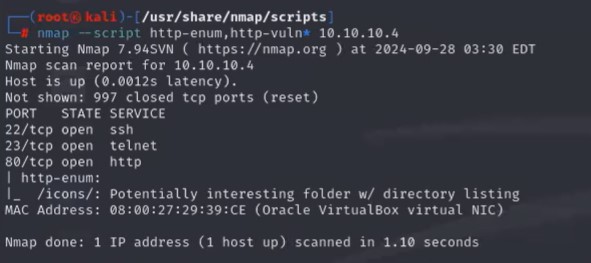 ┌──(root㉿kali)-[/usr/share/nmap/scripts]
└─# nmap --script http-enum,http-vuln* 10.10.10.4
Starting Nmap 7.94SVN ( https://nmap.org ) at 2024-09-28 03:30 EDT
Nmap scan report for 10.10.10.4
Host is up (0.0012s latency).
Not shown: 997 closed tcp ports (reset)
PORT   STATE SERVICE
22/tcp open  ssh
23/tcp open  telnet
80/tcp open  http
| http-enum:
|_  /icons/: Potentially interesting folder w/ directory listing
MAC Address: 08:00:27:29:39:CE (Oracle VirtualBox virtual NIC)
Nmap done: 1 IP address (1 host up) scanned in 1.10 seconds